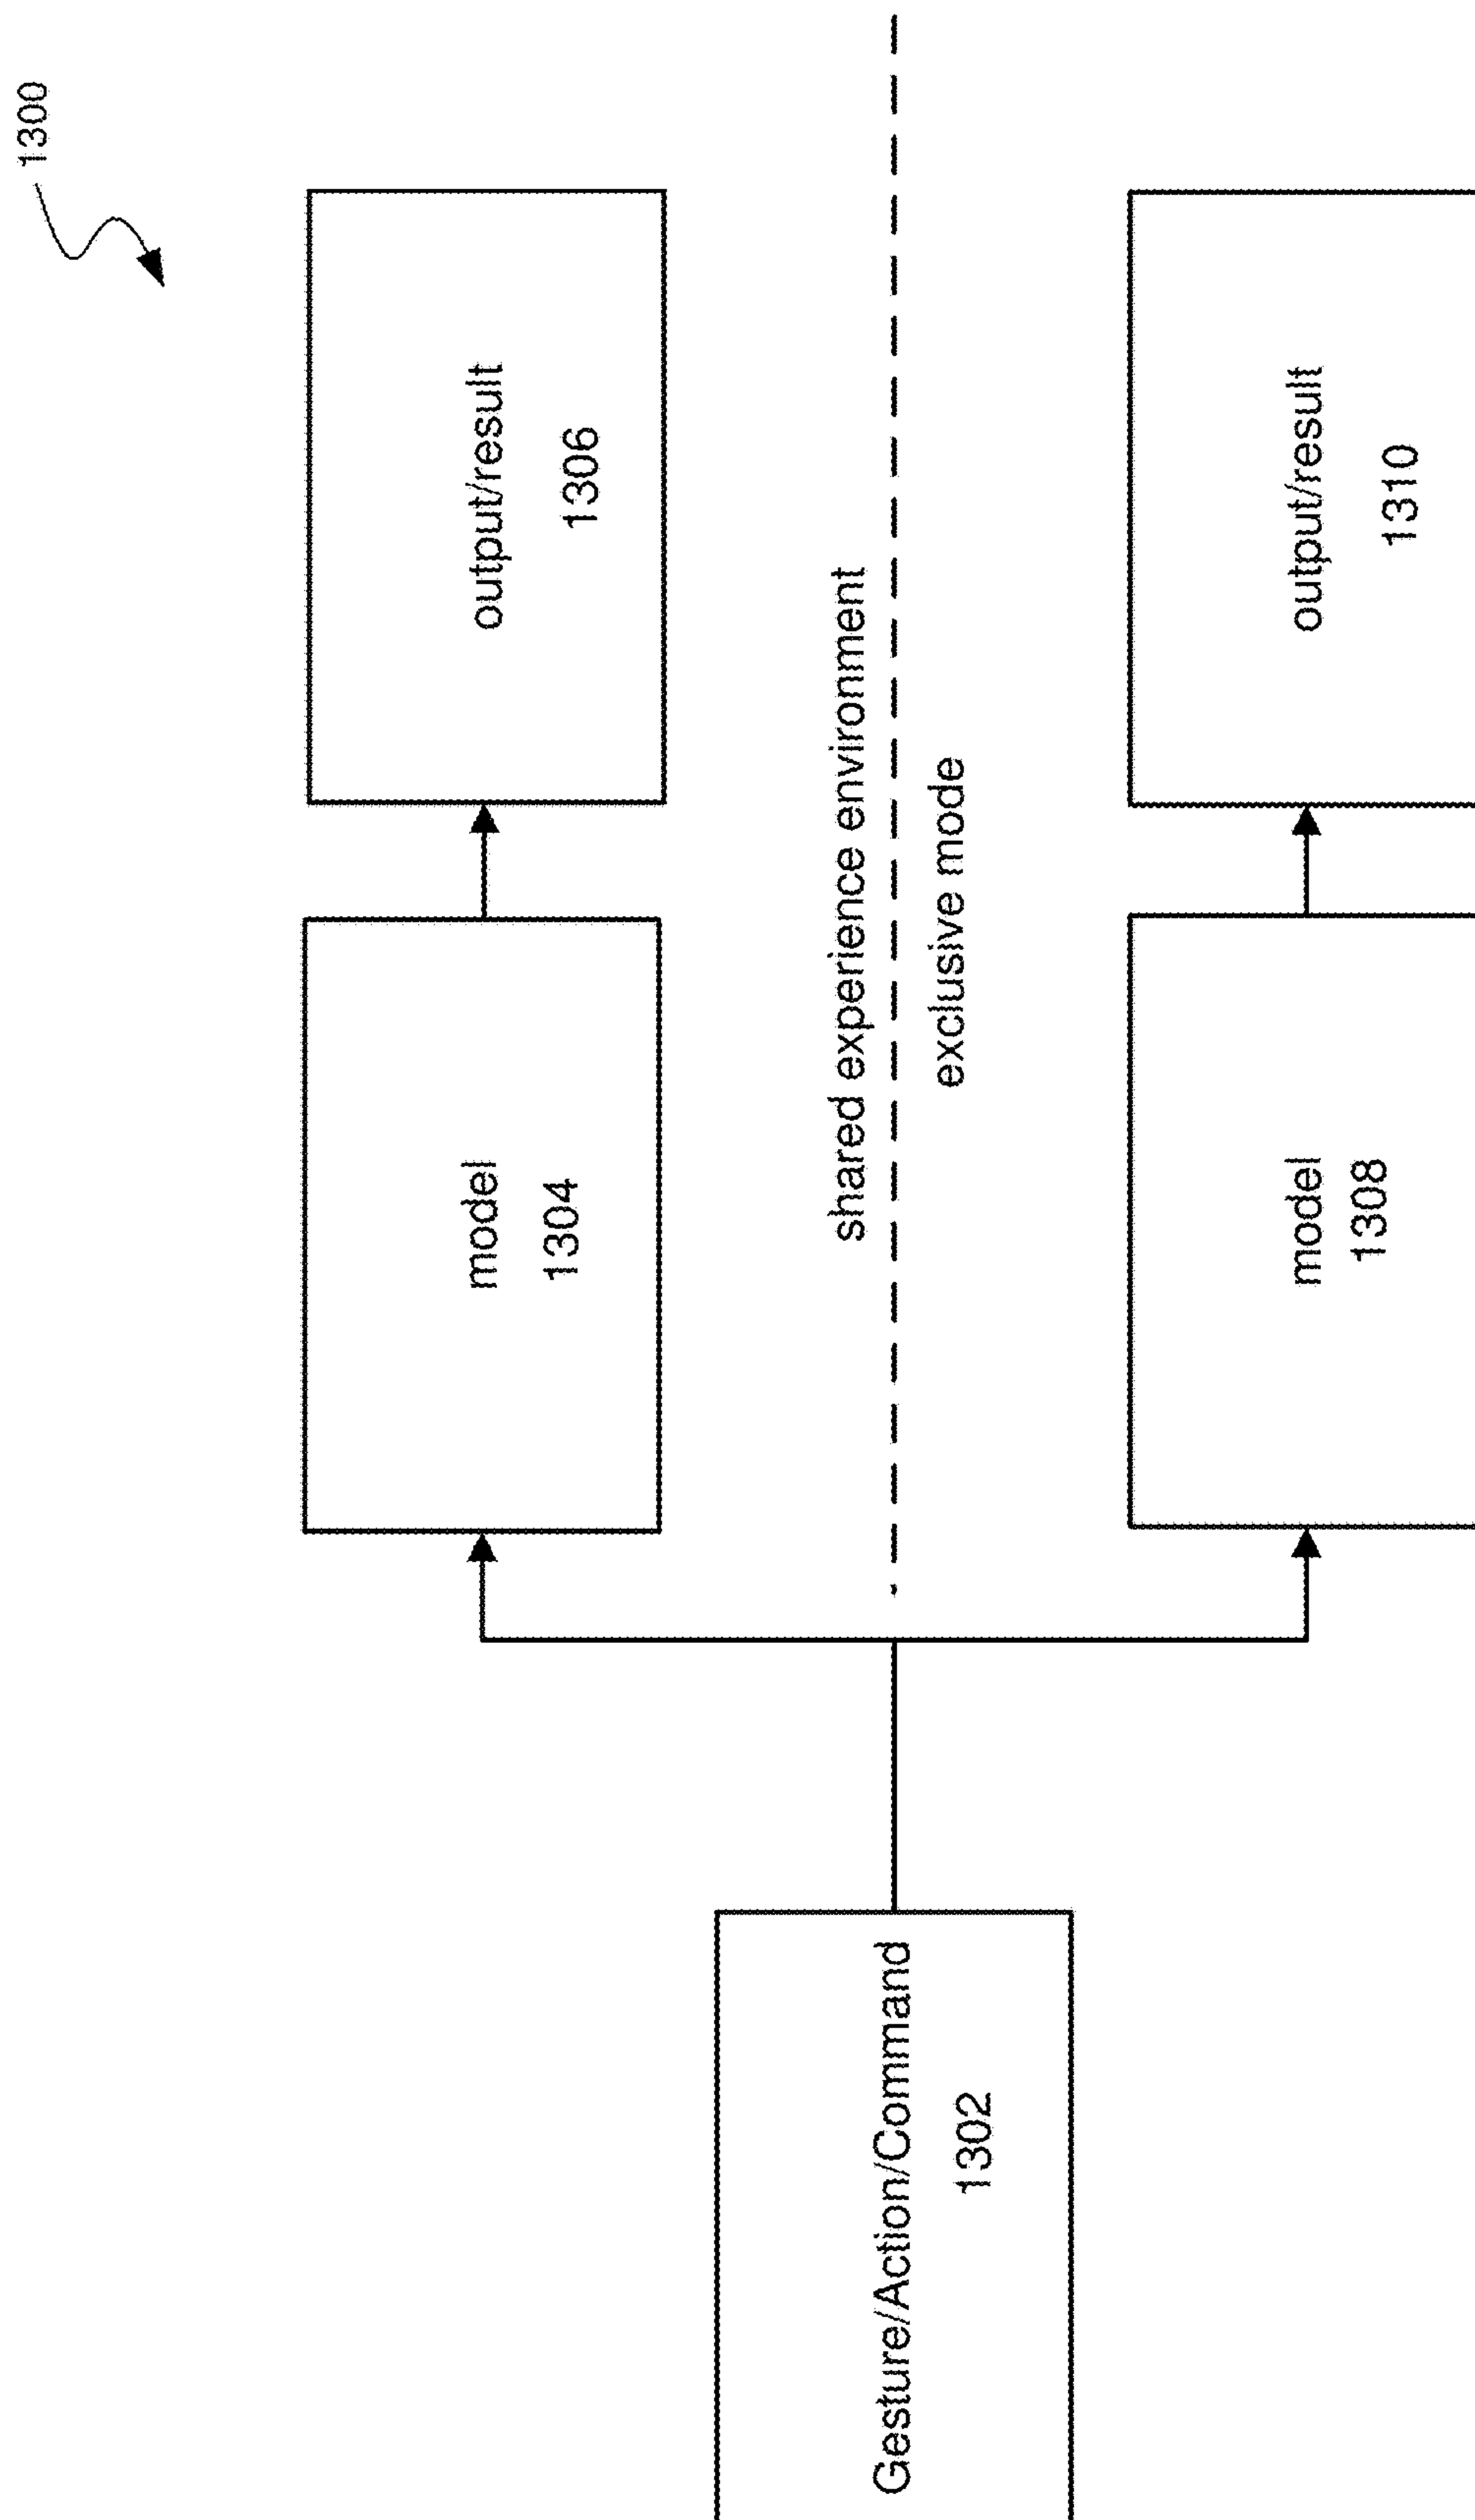 1300
output/result
1306
model
1304
shared experience environment
exclusive mode
output/result
1310
model
1308
Gesture/Action/Command
1302